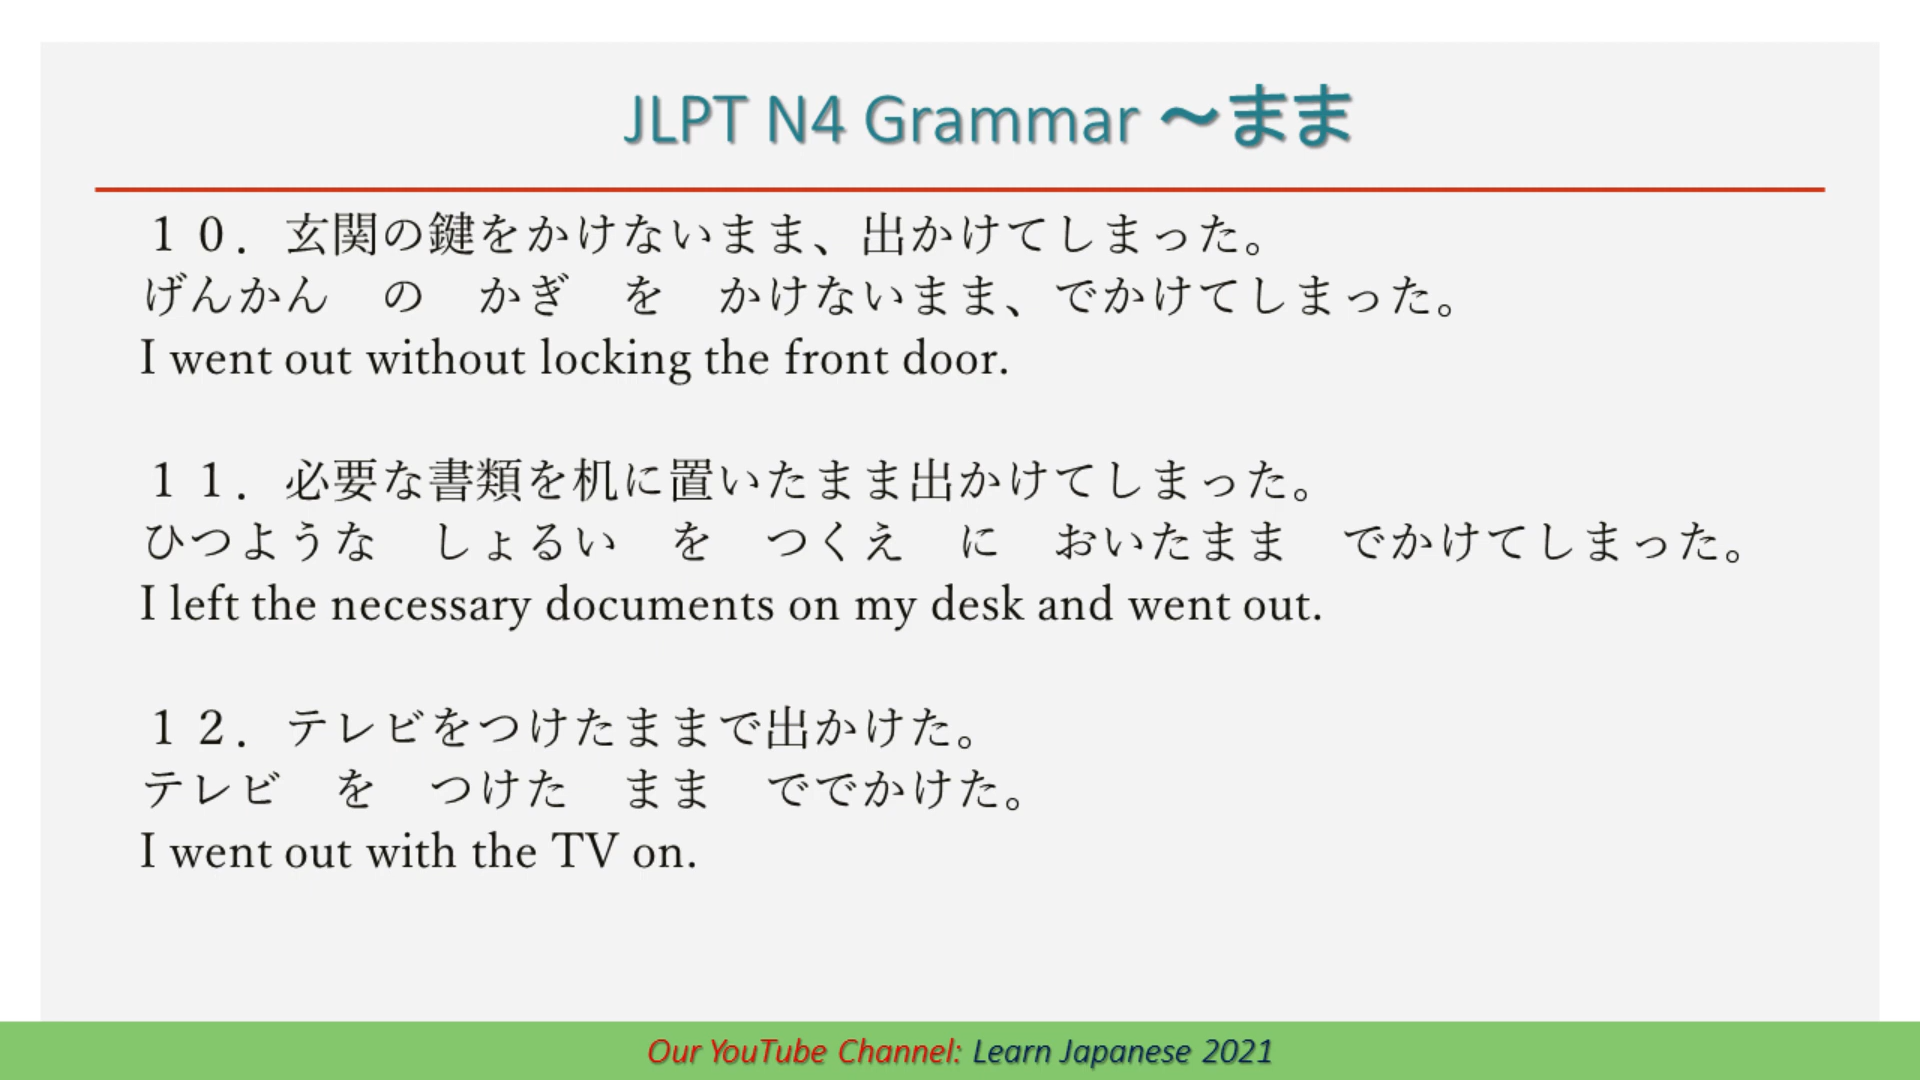 JLPT N4 Grammar ～まま
１０．玄関の鍵をかけないまま、出かけてしまった。
げんかん　の　かぎ　を　かけないまま、でかけてしまった。
I went out without locking the front door.
１１．必要な書類を机に置いたまま出かけてしまった。
ひつような　しょるい　を　つくえ　に　おいたまま　でかけてしまった。
I left the necessary documents on my desk and went out.
１２．テレビをつけたままで出かけた。
テレビ　を　つけた　まま　ででかけた。
I went out with the TV on.
Our YouTube Channel: Learn Japanese 2021